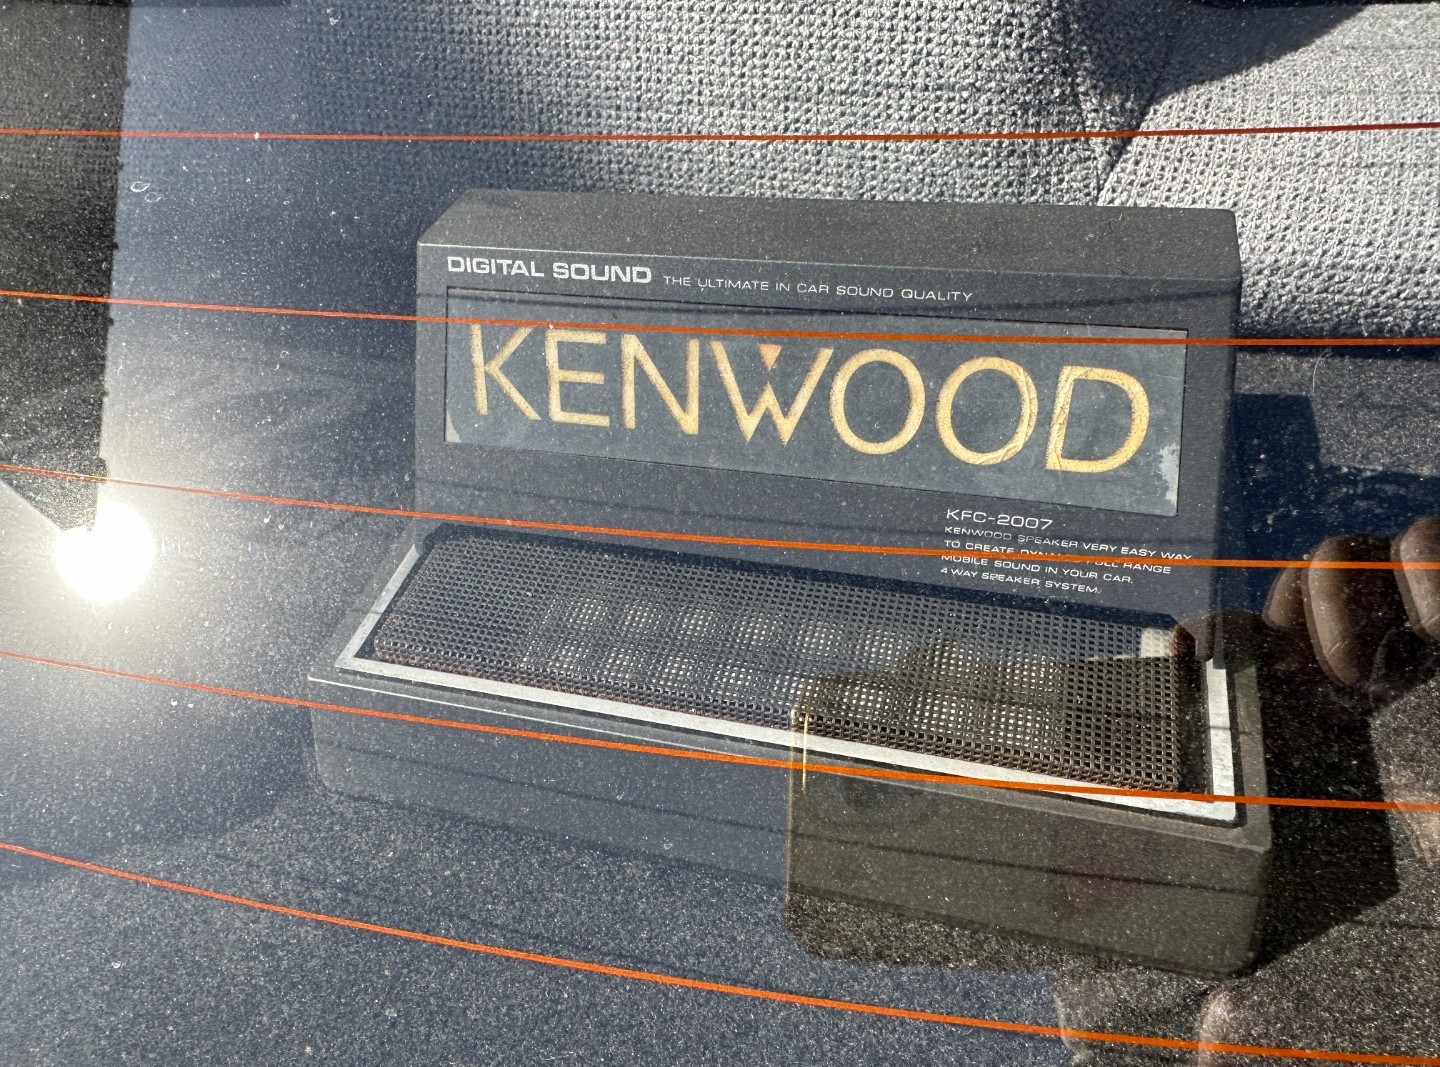 DIGITAL SOUND THE ULTIMATE IN CAR SOUND QUALITY
KENWOOD
KFC-2007
KENWOOD SPEAKER VERY EASY WAY
TO CREATE DYNAMIC FULL RANGE
MOBILE SOUND IN YOUR CAR.
4 WAY SPEAKER SYSTEM.